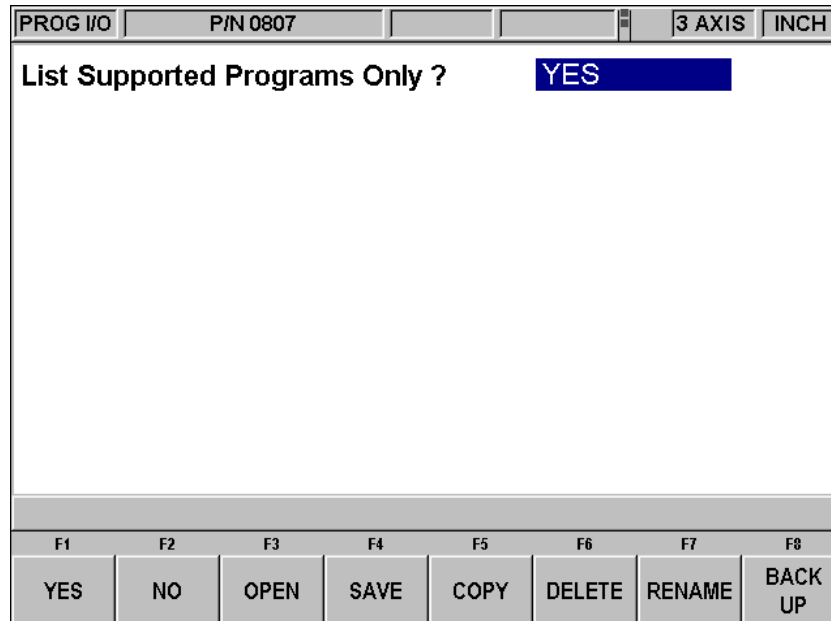 PROG I/O P/N 0807 3 AXIS INCH
List Supported Programs Only ? YES
F1 F2 F3 F4 F5 F6 F7 F8
YES NO OPEN SAVE COPY DELETE RENAME BACK
UP